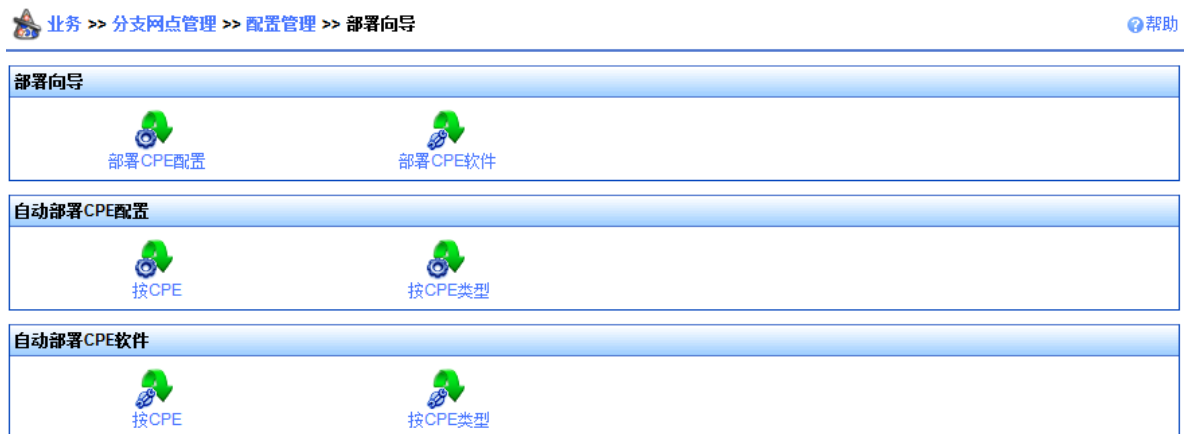 业务 >> 分支网点管理 >> 配置管理 >> 部署向导 帮助
部署向导
部署CPE配置 部署CPE软件
自动部署CPE配置
按CPE 按CPE类型
自动部署CPE软件
按CPE 按CPE类型